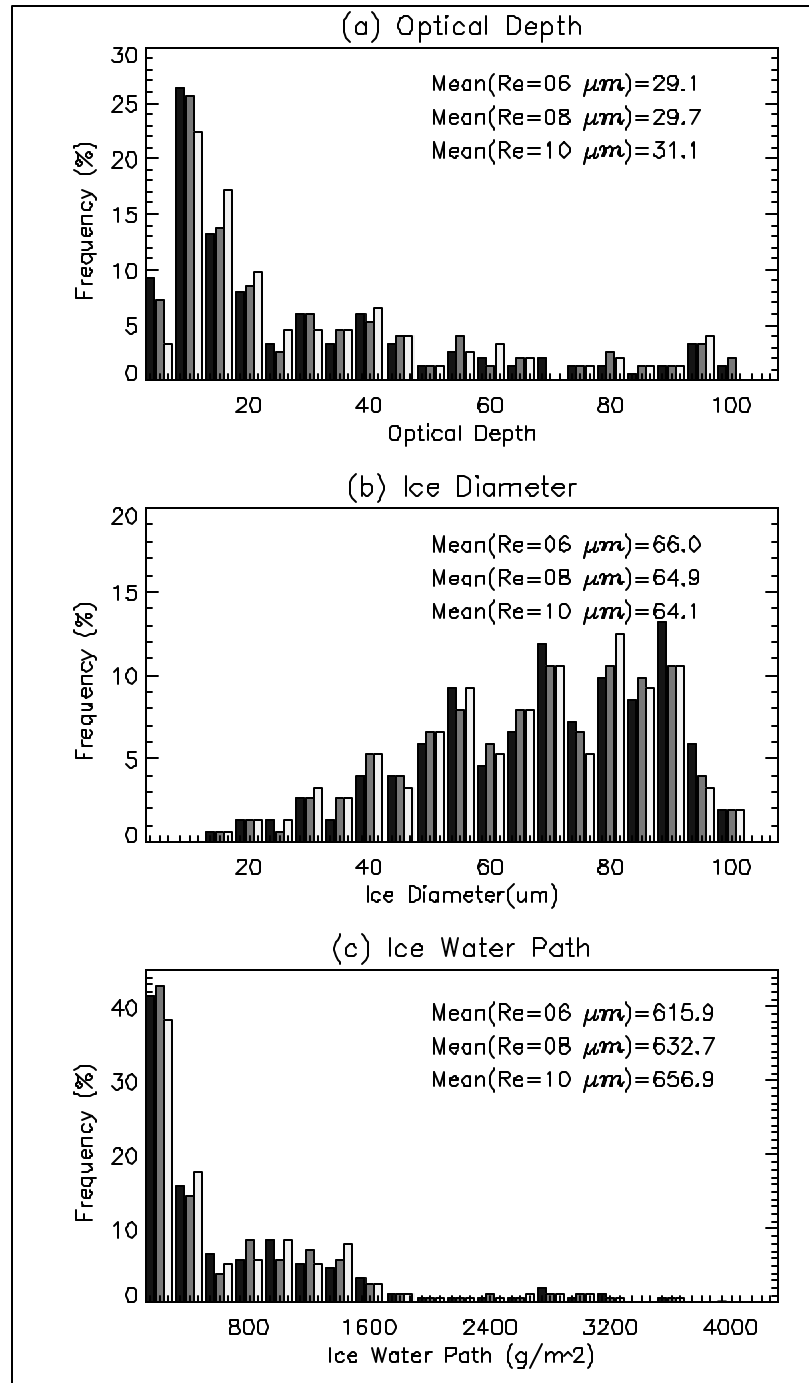 (a) Optical Depth
30
25
20
15
10
5
0
Frequency (%)
Mean(Re=06 μm)=29.1
Mean(Re=08 μm)=29.7
Mean(Re=10 μm)=31.1
20 40 60 80 100
Optical Depth
(b) Ice Diameter
20
15
10
5
0
Frequency (%)
Mean(Re=06 μm)=66.0
Mean(Re=08 μm)=64.9
Mean(Re=10 μm)=64.1
20 40 60 80 100
Ice Diameter(um)
(c) Ice Water Path
40
30
20
10
0
Frequency (%)
Mean(Re=06 μm)=615.9
Mean(Re=08 μm)=632.7
Mean(Re=10 μm)=656.9
800 1600 2400 3200 4000
Ice Water Path (g/m^2)